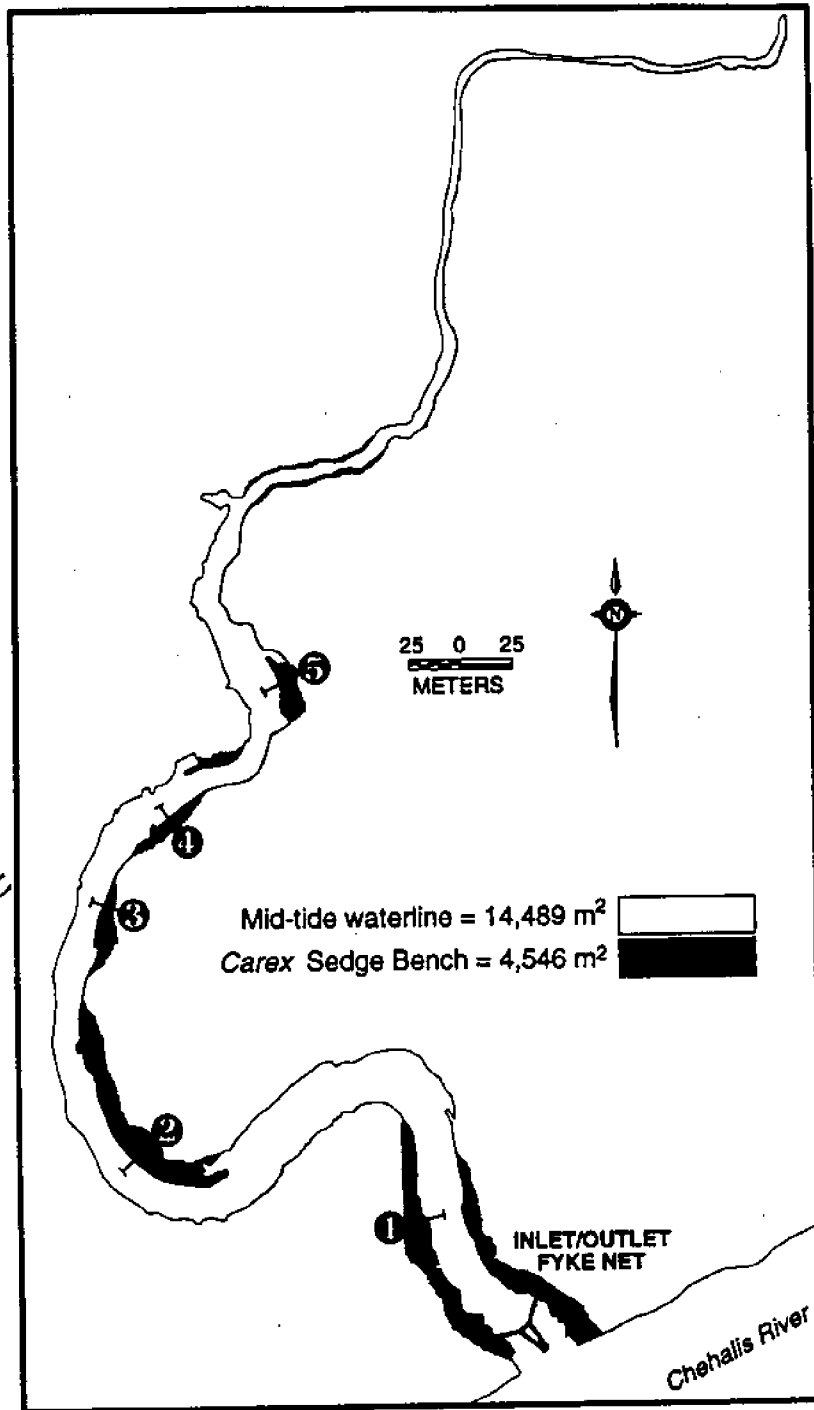 5
25 0 25
METERS
N
4
3
Mid-tide waterline = 14,489 m²
Carex Sedge Bench = 4,546 m²
2
1
INLET/OUTLET
FYKE NET
Chehalis River